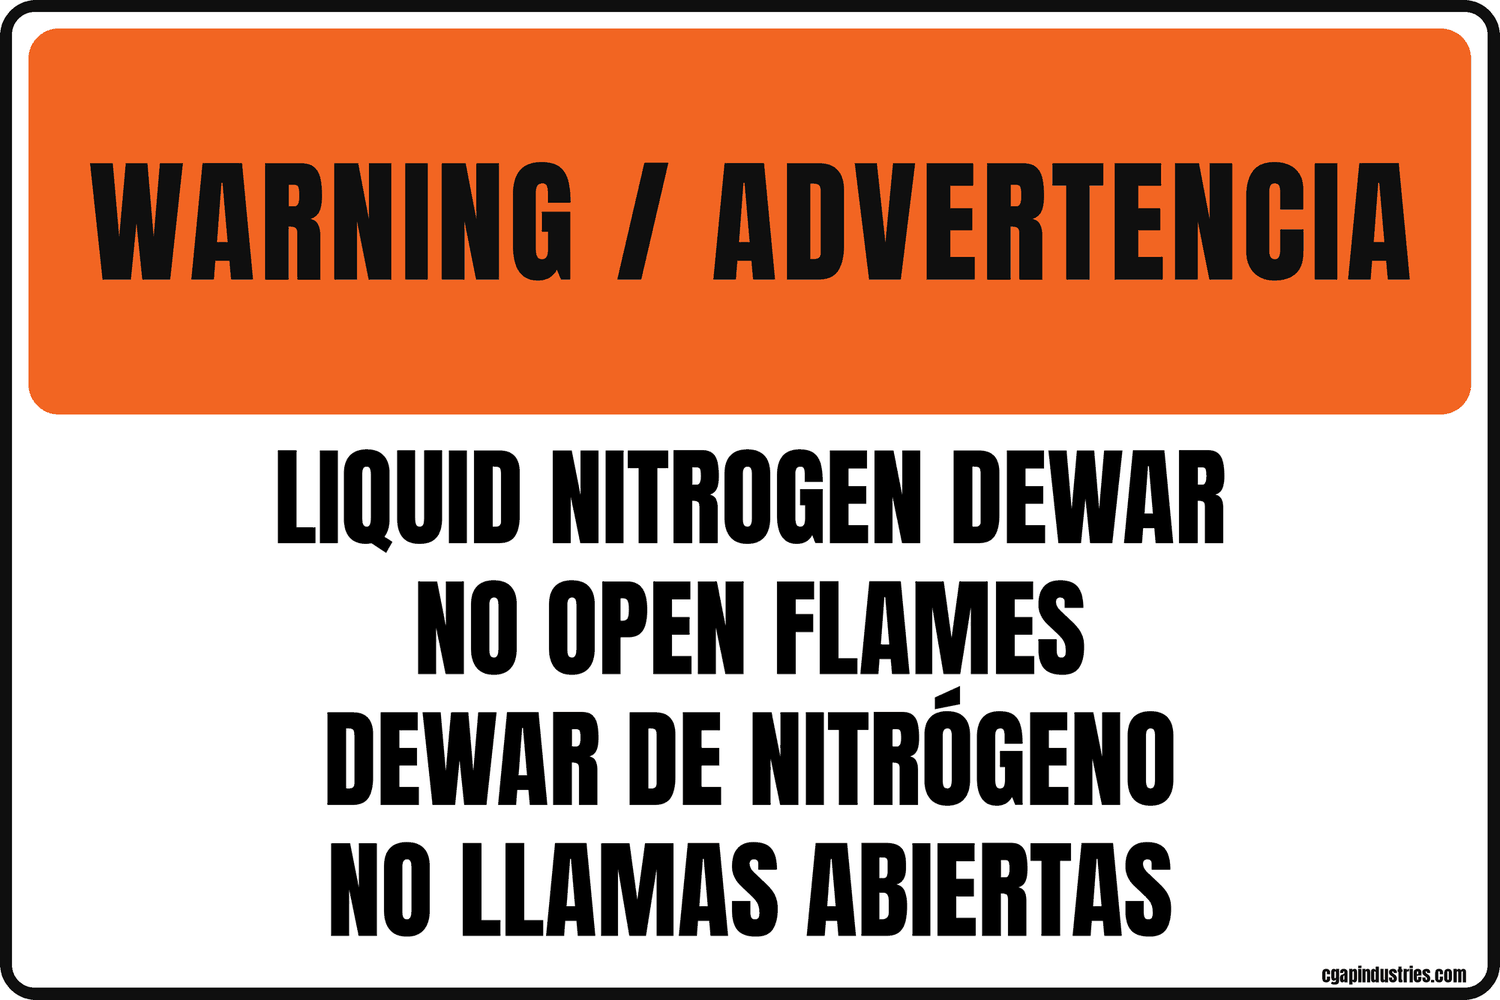 WARNING / ADVERTENCIA
LIQUID NITROGEN DEWAR
NO OPEN FLAMES
DEWAR DE NITRÓGENO
NO LLAMAS ABIERTAS
cgapindustries.com